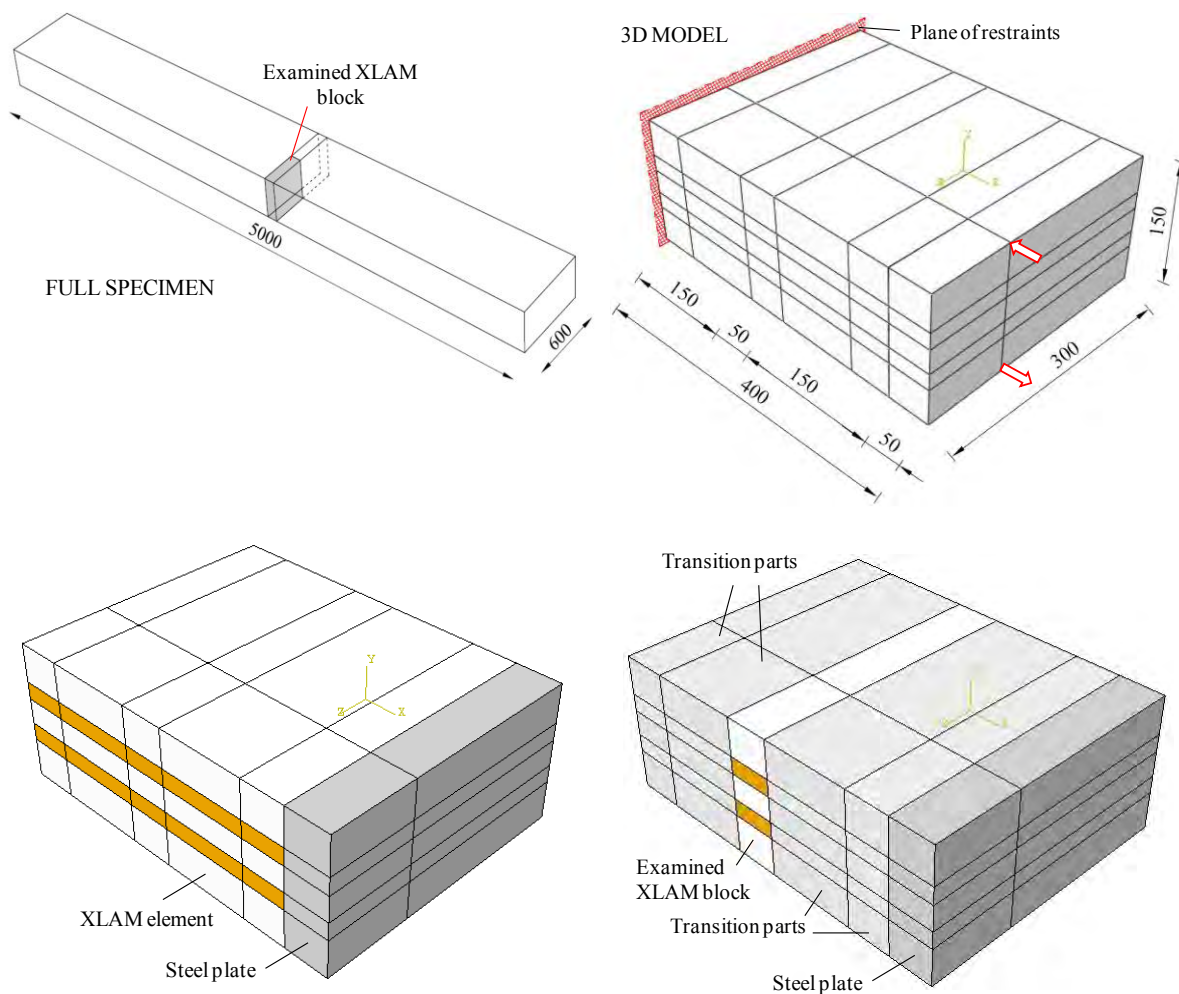 Examined XLAM
block
5000
600
FULL SPECIMEN
3D MODEL
Plane of restraints
150
150
50
150
50
400
300
Y
Z
X
XLAM element
Steel plate
Transition parts
Examined
XLAM block
Transition parts
Steel plate